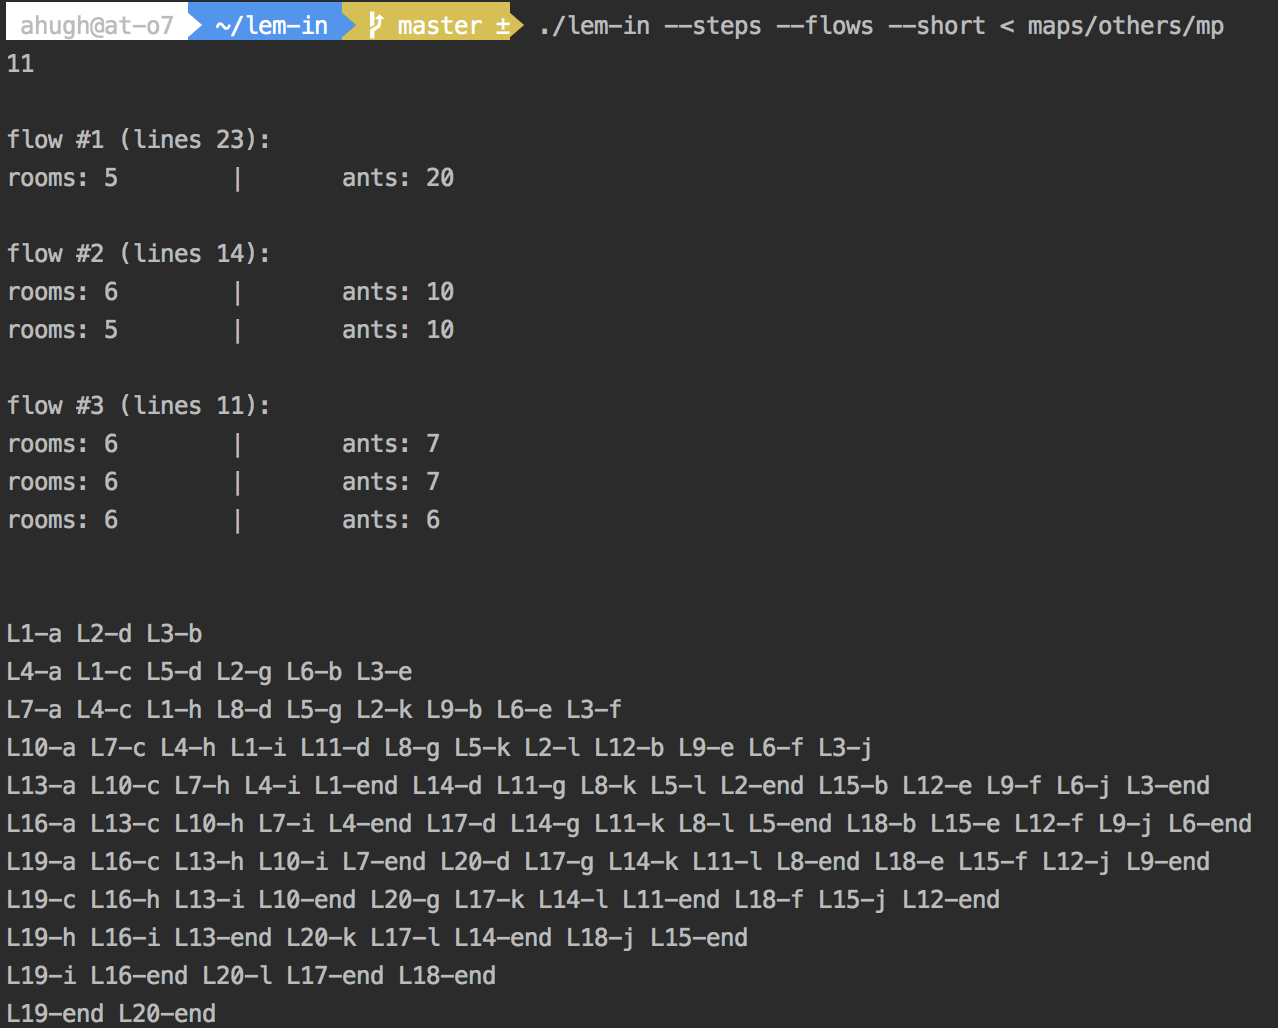 ahugh@at-o7 ~/lem-in master ± ./lem-in --steps --flows --short < maps/others/mp
11
flow #1 (lines 23):
rooms: 5 | ants: 20
flow #2 (lines 14):
rooms: 6 | ants: 10
rooms: 5 | ants: 10
flow #3 (lines 11):
rooms: 6 | ants: 7
rooms: 6 | ants: 7
rooms: 6 | ants: 6
L1-a L2-d L3-b
L4-a L1-c L5-d L2-g L6-b L3-e
L7-a L4-c L1-h L8-d L5-g L2-k L9-b L6-e L3-f
L10-a L7-c L4-h L1-i L11-d L8-g L5-k L2-l L12-b L9-e L6-f L3-j
L13-a L10-c L7-h L4-i L1-end L14-d L11-g L8-k L5-l L2-end L15-b L12-e L9-f L6-j L3-end
L16-a L13-c L10-h L7-i L4-end L17-d L14-g L11-k L8-l L5-end L18-b L15-e L12-f L9-j L6-end
L19-a L16-c L13-h L10-i L7-end L20-d L17-g L14-k L11-l L8-end L18-e L15-f L12-j L9-end
L19-c L16-h L13-i L10-end L20-g L17-k L14-l L11-end L18-f L15-j L12-end
L19-h L16-i L13-end L20-k L17-l L14-end L18-j L15-end
L19-i L16-end L20-l L17-end L18-end
L19-end L20-end